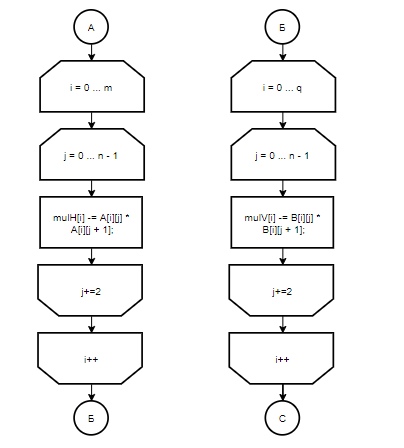 А
i = 0 ... m
j = 0 ... n - 1
mulH[i] -= A[i][j] *
A[i][j + 1];
j+=2
i++
Б
Б
i = 0 ... q
j = 0 ... n - 1
mulV[i] -= B[i][j] *
B[i][j + 1];
j+=2
i++
С